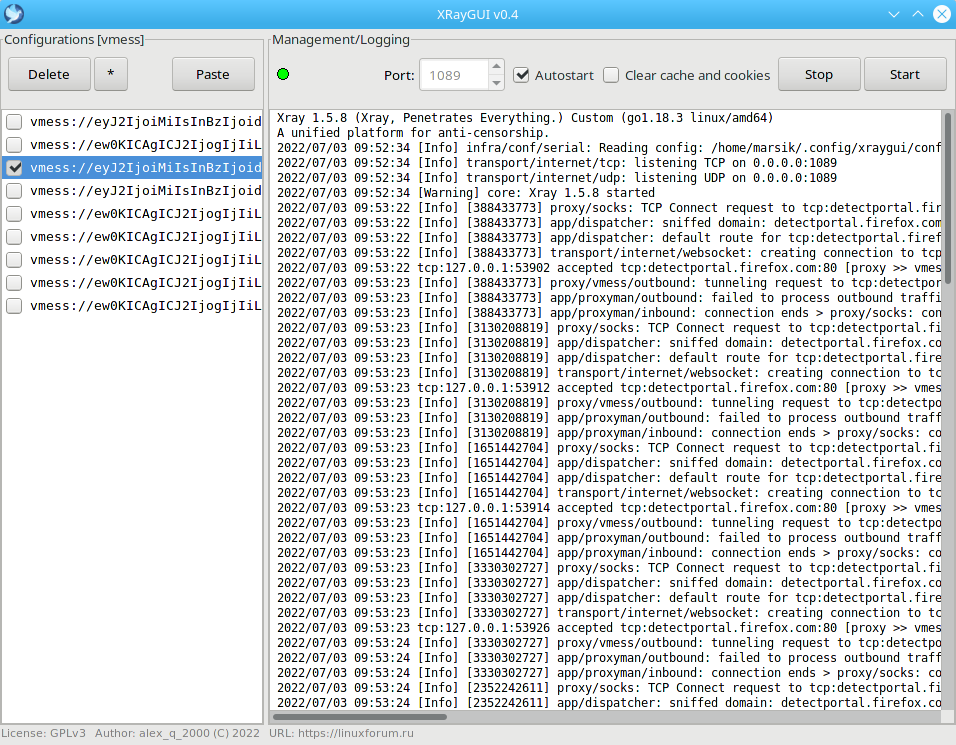 XRayGUI v0.4
Configurations [vmess]
Management/Logging
Delete
*
Paste
Port:
1089
Autostart
Clear cache and cookies
Stop
Start
vmess://eyJ2IjoiMiIsInBzIjoid
vmess://ew0KICAgICJ2IjogIjIiL
vmess://eyJ2IjoiMiIsInBzIjoid
vmess://eyJ2IjoiMiIsInBzIjoid
vmess://ew0KICAgICJ2IjogIjIiL
vmess://ew0KICAgICJ2IjogIjIiL
vmess://ew0KICAgICJ2IjogIjIiL
vmess://ew0KICAgICJ2IjogIjIiL
vmess://ew0KICAgICJ2IjogIjIiL
Xray 1.5.8 (Xray, Penetrates Everything.) Custom (go1.18.3 linux/amd64)
A unified platform for anti-censorship.
2022/07/03 09:52:34 [Info] infra/conf/serial: Reading config: /home/marsik/.config/xraygui/conf
2022/07/03 09:52:34 [Info] transport/internet/tcp: listening TCP on 0.0.0.0:1089
2022/07/03 09:52:34 [Info] transport/internet/udp: listening UDP on 0.0.0.0:1089
2022/07/03 09:52:34 [Warning] core: Xray 1.5.8 started
2022/07/03 09:53:22 [Info] [388433773] proxy/socks: TCP Connect request to tcp:detectportal.fir
2022/07/03 09:53:22 [Info] [388433773] app/dispatcher: sniffed domain: detectportal.firefox.com
2022/07/03 09:53:22 [Info] [388433773] app/dispatcher: default route for tcp:detectportal.firef
2022/07/03 09:53:22 [Info] [388433773] transport/internet/websocket: creating connection to tcp
2022/07/03 09:53:22 tcp:127.0.0.1:53902 accepted tcp:detectportal.firefox.com:80 [proxy >> vmes
2022/07/03 09:53:22 [Info] [388433773] proxy/vmess/outbound: tunneling request to tcp:detectpor
2022/07/03 09:53:23 [Info] [388433773] app/proxyman/outbound: failed to process outbound traffi
2022/07/03 09:53:23 [Info] [388433773] app/proxyman/inbound: connection ends > proxy/socks: con
2022/07/03 09:53:23 [Info] [3130208819] proxy/socks: TCP Connect request to tcp:detectportal.fi
2022/07/03 09:53:23 [Info] [3130208819] app/dispatcher: sniffed domain: detectportal.firefox.co
2022/07/03 09:53:23 [Info] [3130208819] app/dispatcher: default route for tcp:detectportal.fire
2022/07/03 09:53:23 [Info] [3130208819] transport/internet/websocket: creating connection to tc
2022/07/03 09:53:23 tcp:127.0.0.1:53912 accepted tcp:detectportal.firefox.com:80 [proxy >> vmes
2022/07/03 09:53:23 [Info] [3130208819] proxy/vmess/outbound: tunneling request to tcp:detectpo
2022/07/03 09:53:23 [Info] [3130208819] app/proxyman/outbound: failed to process outbound traff
2022/07/03 09:53:23 [Info] [3130208819] app/proxyman/inbound: connection ends > proxy/socks: co
2022/07/03 09:53:23 [Info] [1651442704] proxy/socks: TCP Connect request to tcp:detectportal.fi
2022/07/03 09:53:23 [Info] [1651442704] app/dispatcher: sniffed domain: detectportal.firefox.co
2022/07/03 09:53:23 [Info] [1651442704] app/dispatcher: default route for tcp:detectportal.fire
2022/07/03 09:53:23 [Info] [1651442704] transport/internet/websocket: creating connection to tc
2022/07/03 09:53:23 tcp:127.0.0.1:53914 accepted tcp:detectportal.firefox.com:80 [proxy >> vmes
2022/07/03 09:53:23 [Info] [1651442704] proxy/vmess/outbound: tunneling request to tcp:detectpo
2022/07/03 09:53:23 [Info] [1651442704] app/proxyman/outbound: failed to process outbound traff
2022/07/03 09:53:23 [Info] [1651442704] app/proxyman/inbound: connection ends > proxy/socks: co
2022/07/03 09:53:23 [Info] [3330302727] proxy/socks: TCP Connect request to tcp:detectportal.fi
2022/07/03 09:53:23 [Info] [3330302727] app/dispatcher: sniffed domain: detectportal.firefox.co
2022/07/03 09:53:23 [Info] [3330302727] app/dispatcher: default route for tcp:detectportal.fire
2022/07/03 09:53:23 [Info] [3330302727] transport/internet/websocket: creating connection to tc
2022/07/03 09:53:23 tcp:127.0.0.1:53926 accepted tcp:detectportal.firefox.com:80 [proxy >> vmes
2022/07/03 09:53:24 [Info] [3330302727] proxy/vmess/outbound: tunneling request to tcp:detectpo
2022/07/03 09:53:24 [Info] [3330302727] app/proxyman/outbound: failed to process outbound traff
2022/07/03 09:53:24 [Info] [3330302727] app/proxyman/inbound: connection ends > proxy/socks: co
2022/07/03 09:53:24 [Info] [2352242611] proxy/socks: TCP Connect request to tcp:detectportal.fi
2022/07/03 09:53:24 [Info] [2352242611] app/dispatcher: sniffed domain: detectportal.firefox.co
License: GPLv3 Author: alex_q_2000 (C) 2022 URL: https://linuxforum.ru